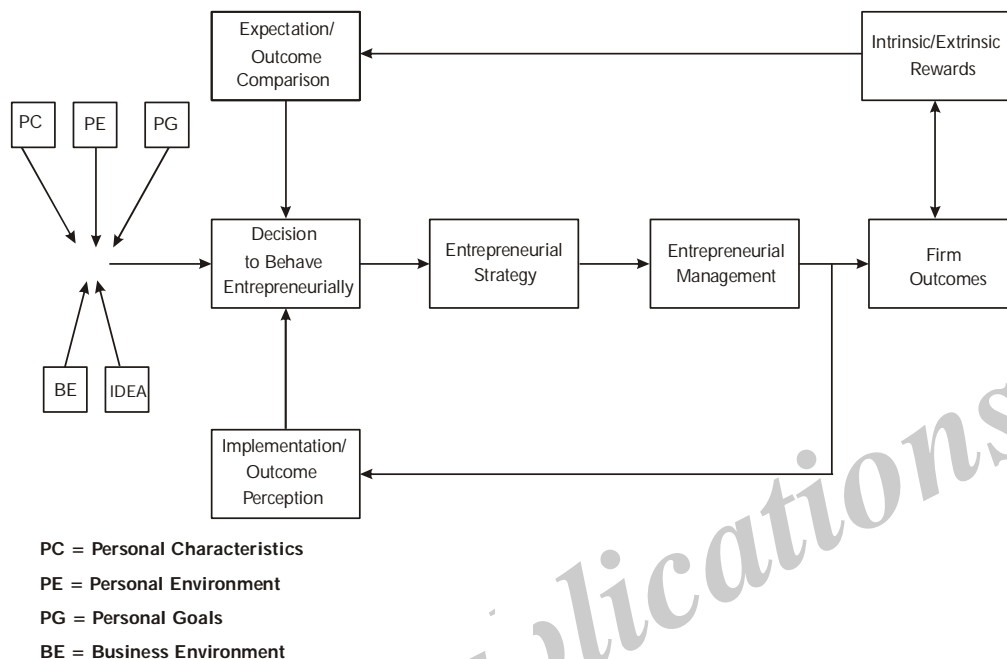 Expectation/
Outcome
Comparison
Intrinsic/Extrinsic
Rewards
PC
PE
PG
Decision
to Behave
Entrepreneurially
Entrepreneurial
Strategy
Entrepreneurial
Management
Firm
Outcomes
BE
IDEA
Implementation/
Outcome
Perception
PC = Personal Characteristics
PE = Personal Environment
PG = Personal Goals
BE = Business Environment